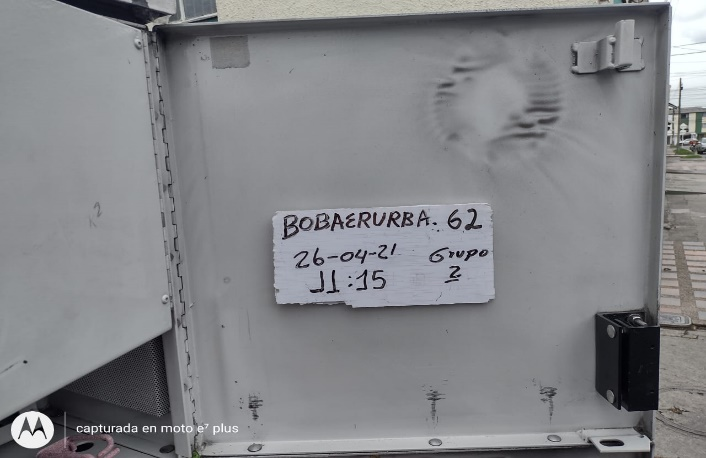 BOBAERURBA. 62
26-04-21 Grupo
11:15 2
capturada en moto e⁷ plus